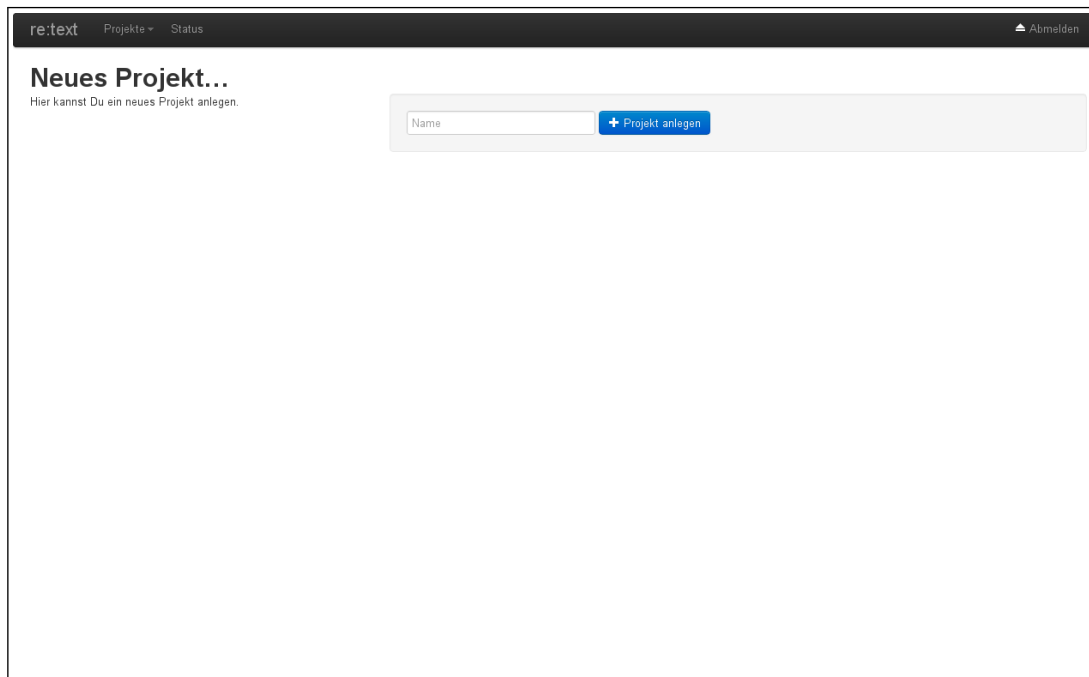 re:text Projekte Status Abmelden
Neues Projekt...
Hier kannst Du ein neues Projekt anlegen.
Name Projekt anlegen